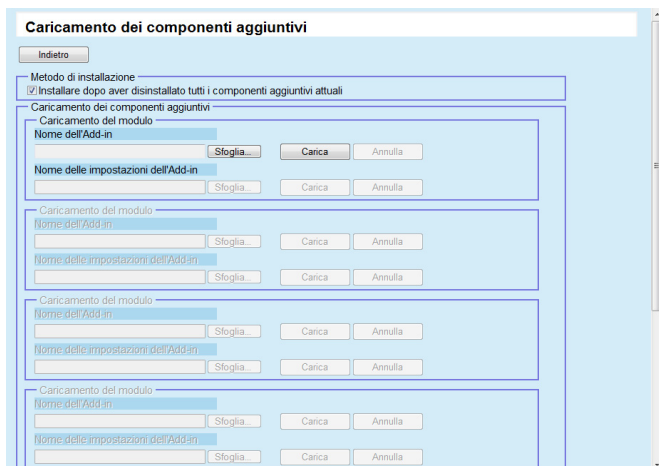 Caricamento dei componenti aggiuntivi
Indietro
Metodo di installazione
Installare dopo aver disinstallato tutti i componenti aggiuntivi attuali
Caricamento dei componenti aggiuntivi
Caricamento del modulo
Nome dell'Add-in
Sfoglia... Carica Annulla
Nome delle impostazioni dell'Add-in
Sfoglia... Carica Annulla
Caricamento del modulo
Nome dell'Add-in
Sfoglia... Carica Annulla
Nome delle impostazioni dell'Add-in
Sfoglia... Carica Annulla
Caricamento del modulo
Nome dell'Add-in
Sfoglia... Carica Annulla
Nome delle impostazioni dell'Add-in
Sfoglia... Carica Annulla
Caricamento del modulo
Nome dell'Add-in
Sfoglia... Carica Annulla
Nome delle impostazioni dell'Add-in
Sfoglia... Carica Annulla